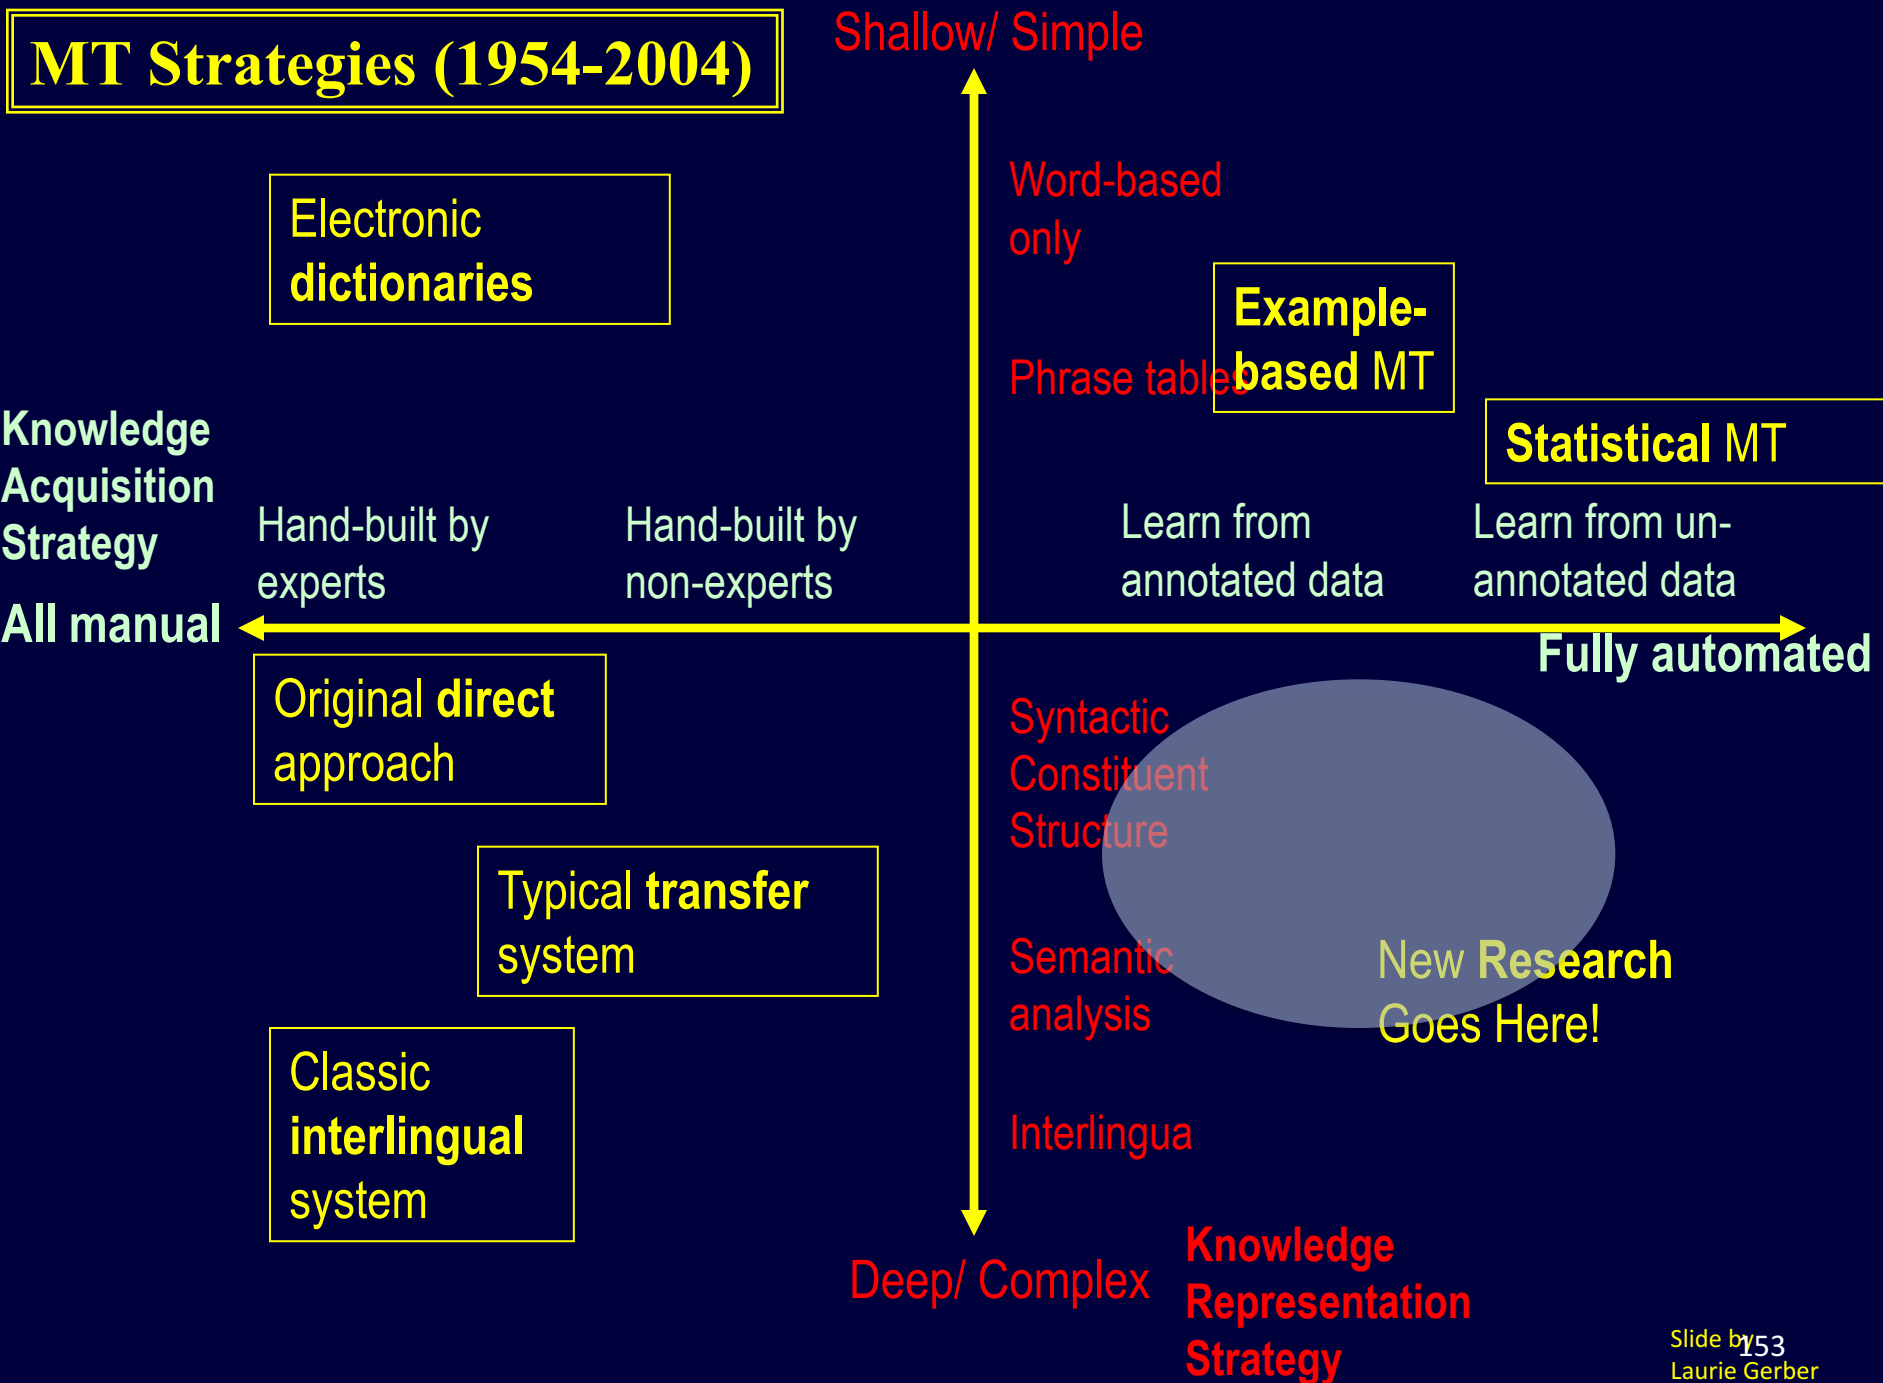 MT Strategies (1954-2004)
Shallow/ Simple
Electronic
dictionaries
Word-based
only
Example-
based MT
Phrase tables
Statistical MT
Knowledge
Acquisition
Strategy
Hand-built by
experts
Hand-built by
non-experts
Learn from
annotated data
Learn from un-
annotated data
All manual
Fully automated
Original direct
approach
Syntactic
Constituent
Structure
Typical transfer
system
Semantic
analysis
New Research
Goes Here!
Classic
interlingual
system
Interlingua
Deep/ Complex
Knowledge
Representation
Strategy
Slide by
Laurie Gerber
153